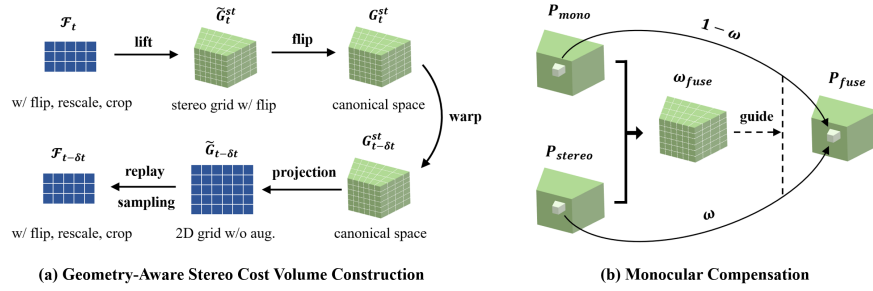 𝓕ₜ
lift
G̃ₜˢᵗ
flip
Gₜˢᵗ
w/ flip, rescale, crop
stereo grid w/ flip
canonical space
warp
𝓕ₜ₋δₜ
replay
sampling
G̃ₜ₋δₜ
projection
Gₜ₋δₜˢᵗ
w/ flip, rescale, crop
2D grid w/o aug.
canonical space
(a) Geometry-Aware Stereo Cost Volume Construction
P_mono
1 − ω
ω_fuse
guide
P_fuse
P_stereo
ω
(b) Monocular Compensation